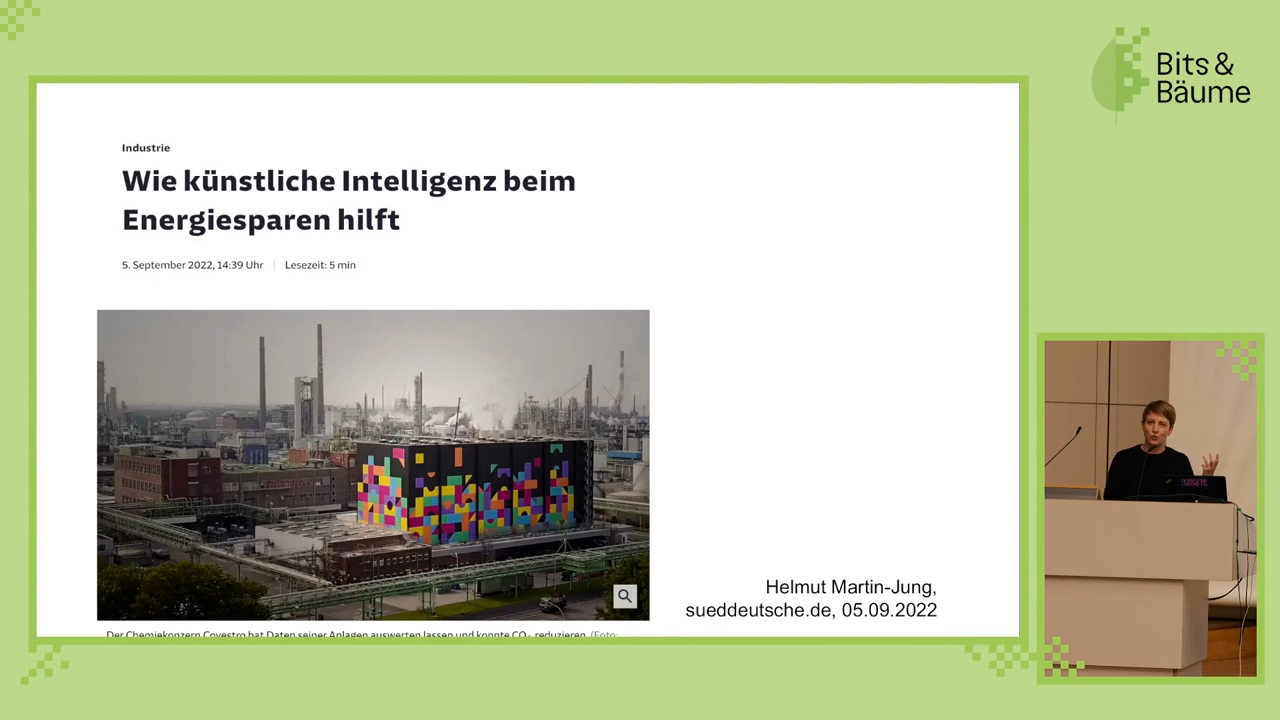 Bits &
Bäume
Industrie
Wie künstliche Intelligenz beim
Energiesparen hilft
5. September 2022, 14:39 Uhr | Lesezeit: 5 min
Helmut Martin-Jung,
sueddeutsche.de, 05.09.2022
Der Chemiekonzern Covestro hat Daten seiner Anlagen auswerten lassen und konnte CO₂ reduzieren. (Foto: